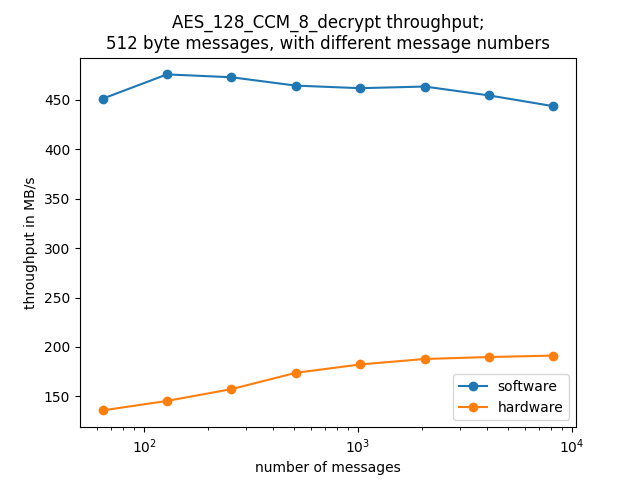 AES_128_CCM_8_decrypt throughput;
512 byte messages, with different message numbers
throughput in MB/s
450
400
350
300
250
200
150
10²
10³
10⁴
number of messages
software
hardware